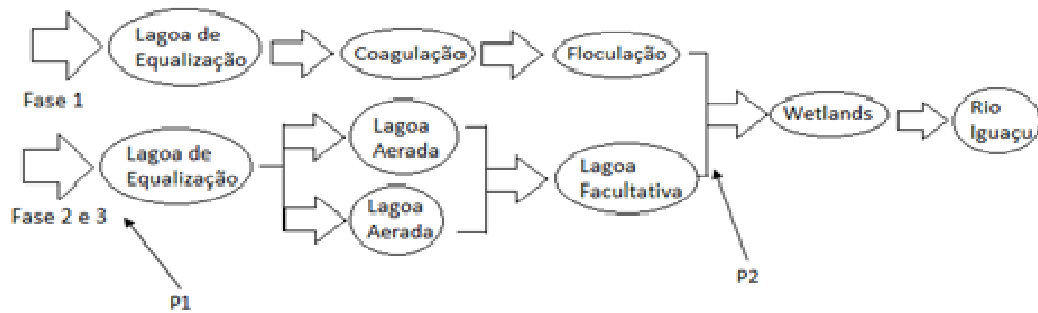 Lagoa de
Equalização
Coagulação
Floculação
Fase 1
Wetlands
Rio
Iguaçu
Lagoa de
Equalização
Lagoa
Aerada
Lagoa
Aerada
Lagoa
Facultativa
Fase 2 e 3
P1
P2